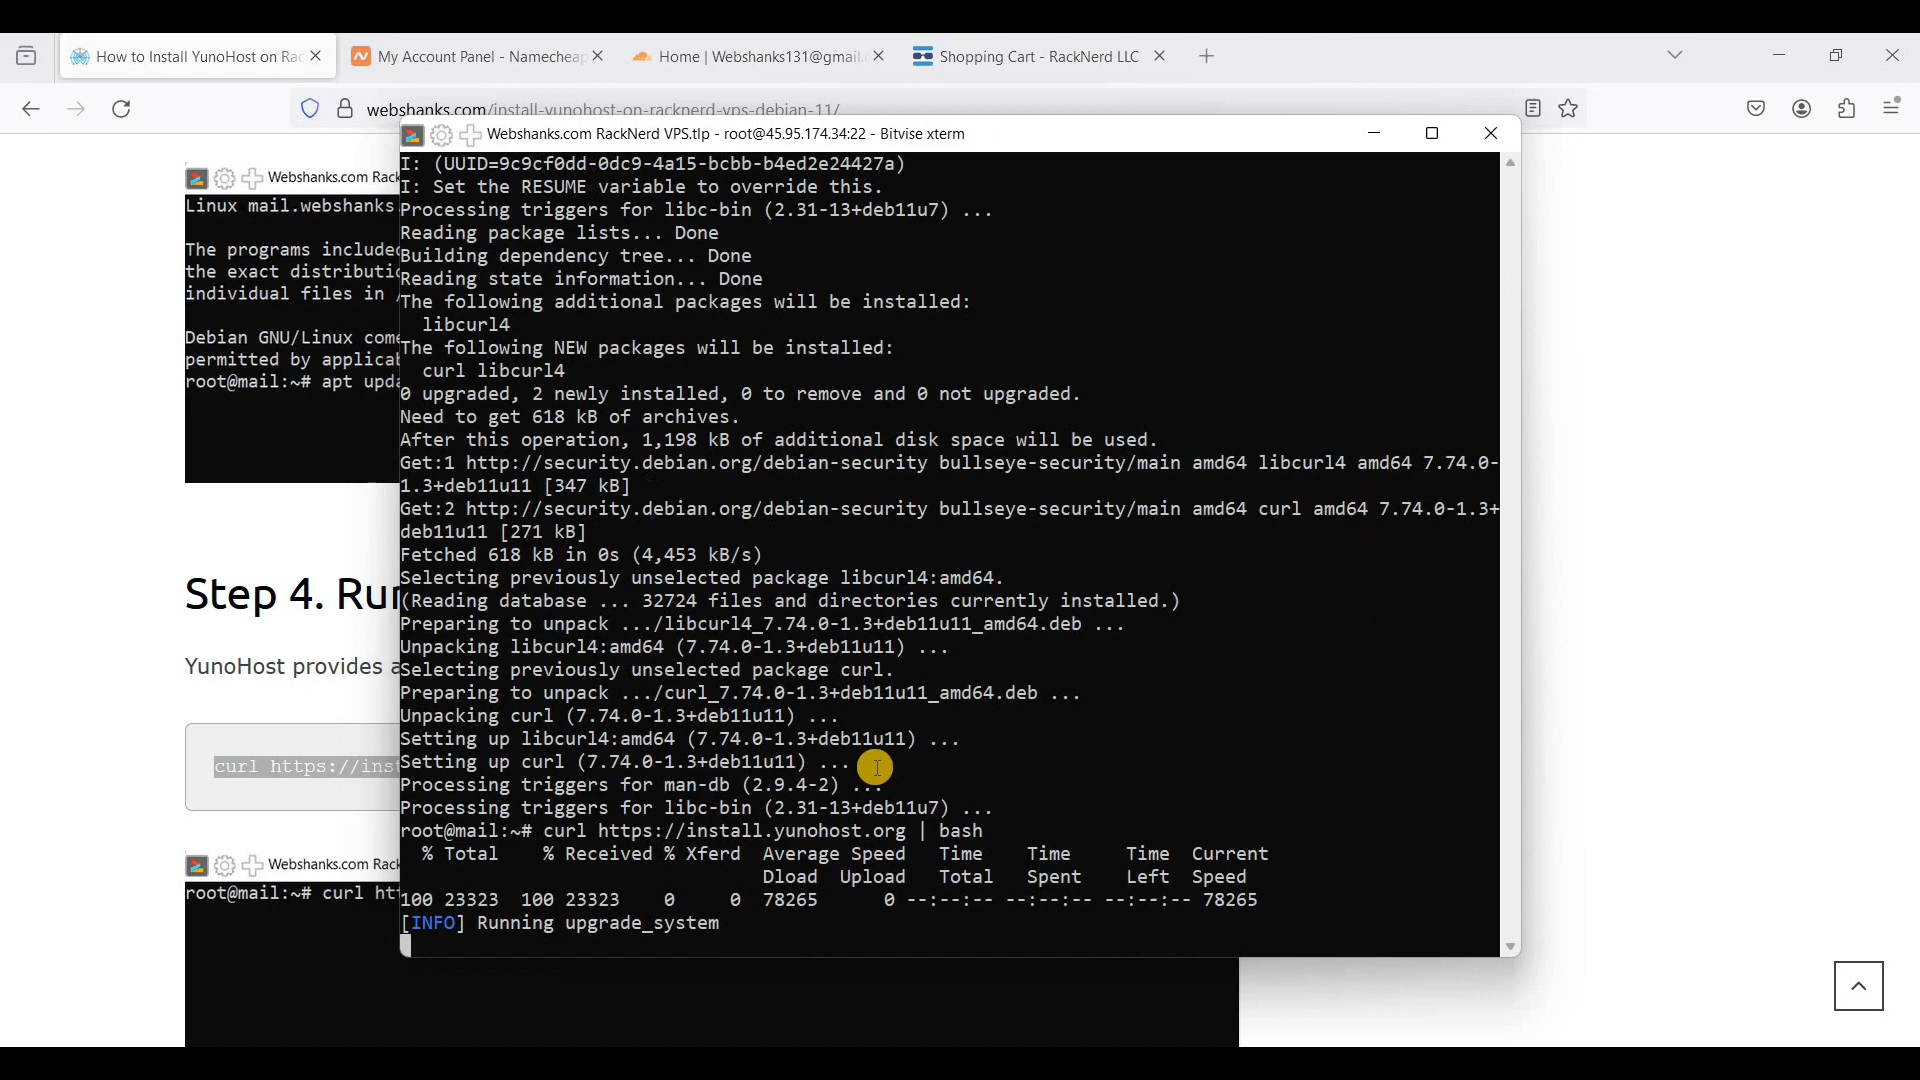 How to Install YunoHost on Rac
My Account Panel - Namecheap
Home | Webshanks131@gmail.
Shopping Cart - RackNerd LLC
webshanks.com/install-yunohost-on-racknerd-vps-debian-11/
Webshanks.com RackNerd VPS.tlp - root@45.95.174.34:22 - Bitvise xterm
I: (UUID=9c9cf0dd-0dc9-4a15-bcbb-b4ed2e24427a)
I: Set the RESUME variable to override this.
Processing triggers for libc-bin (2.31-13+deb11u7) ...
Reading package lists... Done
Building dependency tree... Done
Reading state information... Done
The following additional packages will be installed:
libcurl4
The following NEW packages will be installed:
curl libcurl4
0 upgraded, 2 newly installed, 0 to remove and 0 not upgraded.
Need to get 618 kB of archives.
After this operation, 1,198 kB of additional disk space will be used.
Get:1 http://security.debian.org/debian-security bullseye-security/main amd64 libcurl4 amd64 7.74.0-
1.3+deb11u11 [347 kB]
Get:2 http://security.debian.org/debian-security bullseye-security/main amd64 curl amd64 7.74.0-1.3+
deb11u11 [271 kB]
Fetched 618 kB in 0s (4,453 kB/s)
Selecting previously unselected package libcurl4:amd64.
(Reading database ... 32724 files and directories currently installed.)
Preparing to unpack .../libcurl4_7.74.0-1.3+deb11u11_amd64.deb ...
Unpacking libcurl4:amd64 (7.74.0-1.3+deb11u11) ...
Selecting previously unselected package curl.
Preparing to unpack .../curl_7.74.0-1.3+deb11u11_amd64.deb ...
Unpacking curl (7.74.0-1.3+deb11u11) ...
Setting up libcurl4:amd64 (7.74.0-1.3+deb11u11) ...
Setting up curl (7.74.0-1.3+deb11u11) ...
Processing triggers for man-db (2.9.4-2) ...
Processing triggers for libc-bin (2.31-13+deb11u7) ...
root@mail:~# curl https://install.yunohost.org | bash
% Total % Received % Xferd Average Speed Time Time Time Current
Dload Upload Total Spent Left Speed
100 23323 100 23323 0 0 78265 0 --:--:-- --:--:-- --:--:-- 78265
[INFO] Running upgrade_system
Webshanks.com Rack
Linux mail.webshanks
The programs included
the exact distributio
individual files in /
Debian GNU/Linux come
permitted by applicab
root@mail:~# apt upda
Step 4. Run
YunoHost provides a
curl https://inst
Webshanks.com Rack
root@mail:~# curl htt